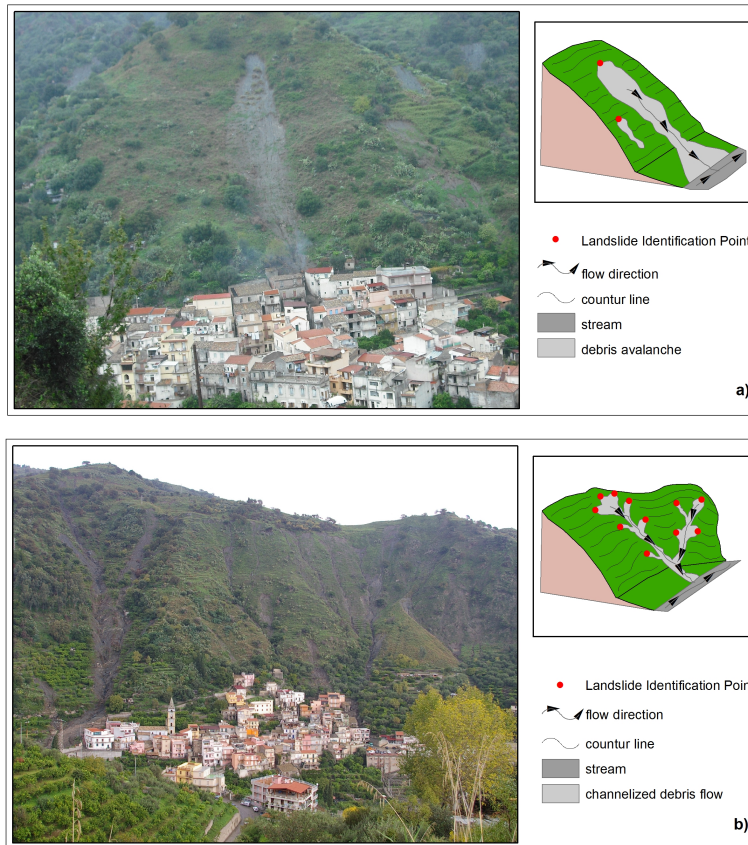 Landslide Identification Point
flow direction
countur line
stream
debris avalanche
a)
Landslide Identification Poin
flow direction
countur line
stream
channelized debris flow
b)